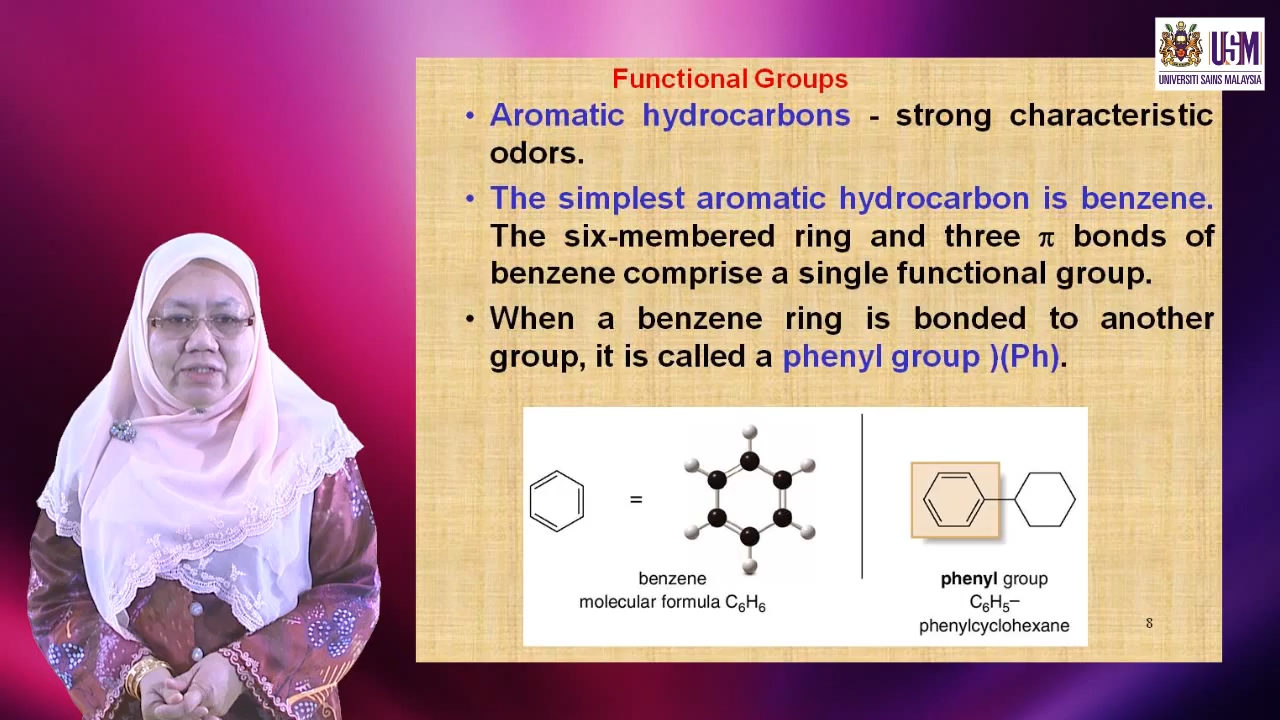 USM
UNIVERSITI SAINS MALAYSIA
Functional Groups
• Aromatic hydrocarbons - strong characteristic
odors.
• The simplest aromatic hydrocarbon is benzene.
The six-membered ring and three π bonds of
benzene comprise a single functional group.
• When a benzene ring is bonded to another
group, it is called a phenyl group )(Ph).
=
benzene
molecular formula C₆H₆
phenyl group
C₆H₅–
phenylcyclohexane
8